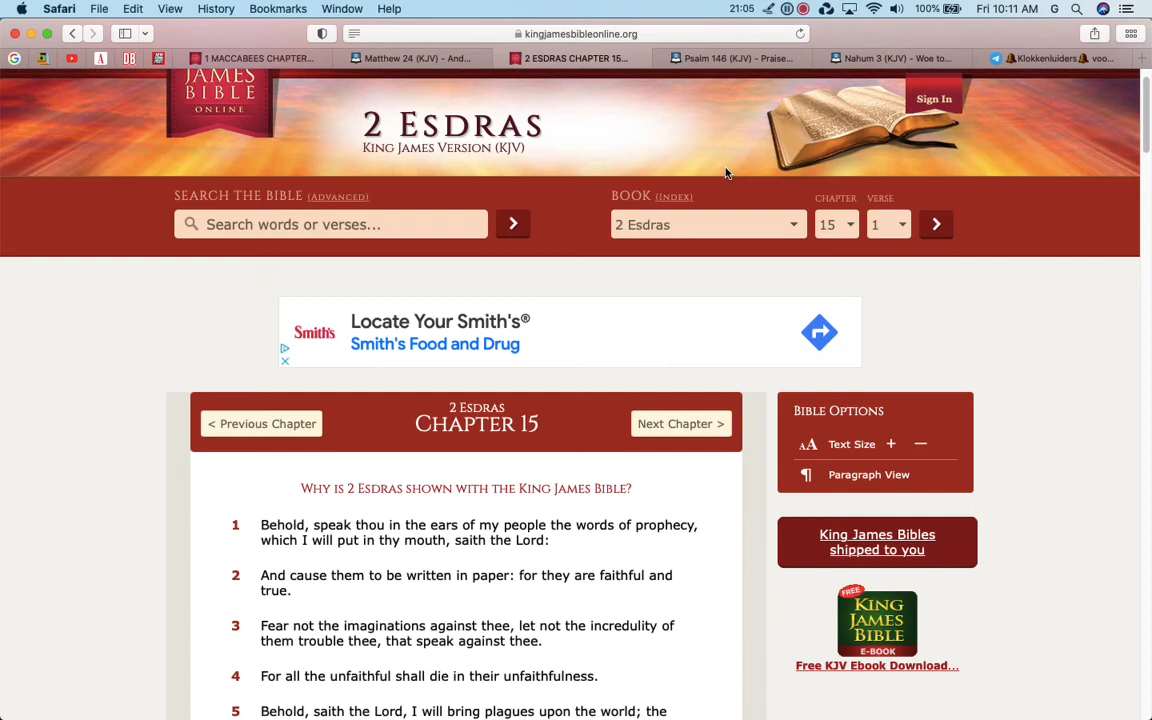 Safari File Edit View History Bookmarks Window Help 21:05 100% Fri 10:11 AM G
kingjamesbibleonline.org
G A DB 1 MACCABEES CHAPTER... Matthew 24 (KJV) - And... 2 ESDRAS CHAPTER 15... Psalm 146 (KJV) - Praise... Nahum 3 (KJV) - Woe to... Klokkenluiders voo...
JAMES
BIBLE
ONLINE
2 ESDRAS
KING JAMES VERSION (KJV)
Sign In
SEARCH THE BIBLE (ADVANCED)
BOOK (INDEX) CHAPTER VERSE
Search words or verses...
2 Esdras 15 1
Smith's
Locate Your Smith's®
Smith's Food and Drug
< Previous Chapter
2 ESDRAS
CHAPTER 15
Next Chapter >
WHY IS 2 ESDRAS SHOWN WITH THE KING JAMES BIBLE?
1 Behold, speak thou in the ears of my people the words of prophecy,
which I will put in thy mouth, saith the Lord:
2 And cause them to be written in paper: for they are faithful and
true.
3 Fear not the imaginations against thee, let not the incredulity of
them trouble thee, that speak against thee.
4 For all the unfaithful shall die in their unfaithfulness.
5 Behold, saith the Lord, I will bring plagues upon the world; the
BIBLE OPTIONS
AA Text Size + −
¶ Paragraph View
King James Bibles
shipped to you
FREE
KING
JAMES
BIBLE
E-BOOK
Free KJV Ebook Download...